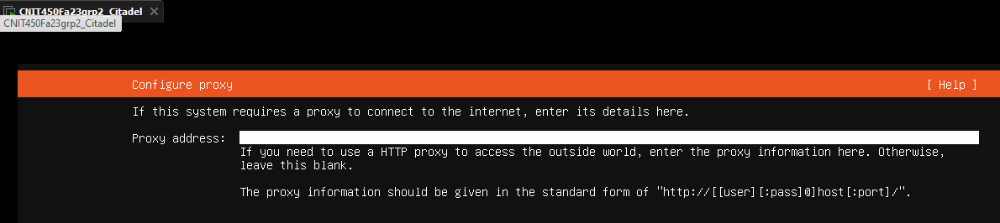 CNIT450Fa23grp2_Citadel
CNIT450Fa23grp2_Citadel
Configure proxy [ Help ]
If this system requires a proxy to connect to the internet, enter its details here.
Proxy address:
If you need to use a HTTP proxy to access the outside world, enter the proxy information here. Otherwise,
leave this blank.
The proxy information should be given in the standard form of "http://[[user][:pass]@]host[:port]/".